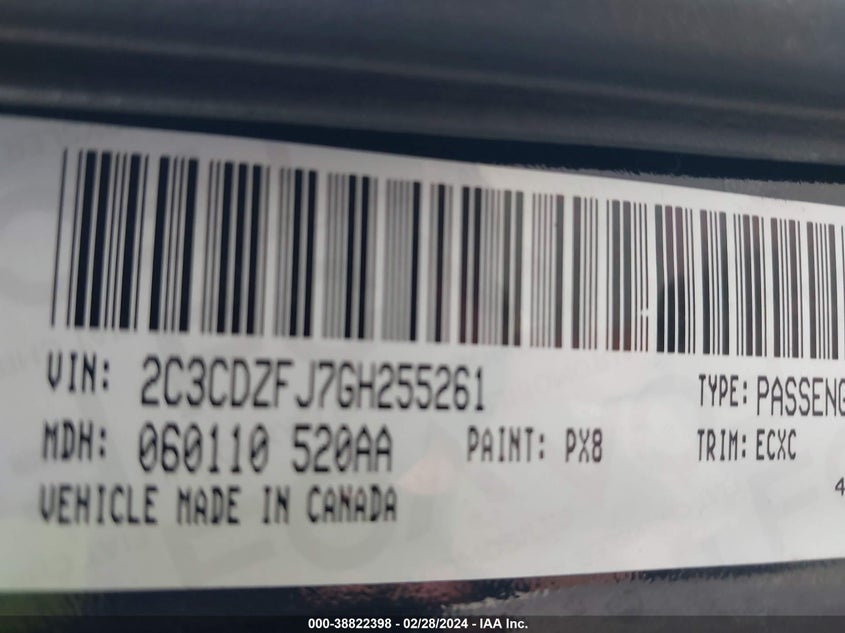 VIN: 2C3CDZFJ7GH255261 TYPE: PASSENG
MDH: 060110 520AA PAINT: PX8 TRIM: ECXC
VEHICLE MADE IN CANADA
4
000-38822398 - 02/28/2024 - IAA Inc.